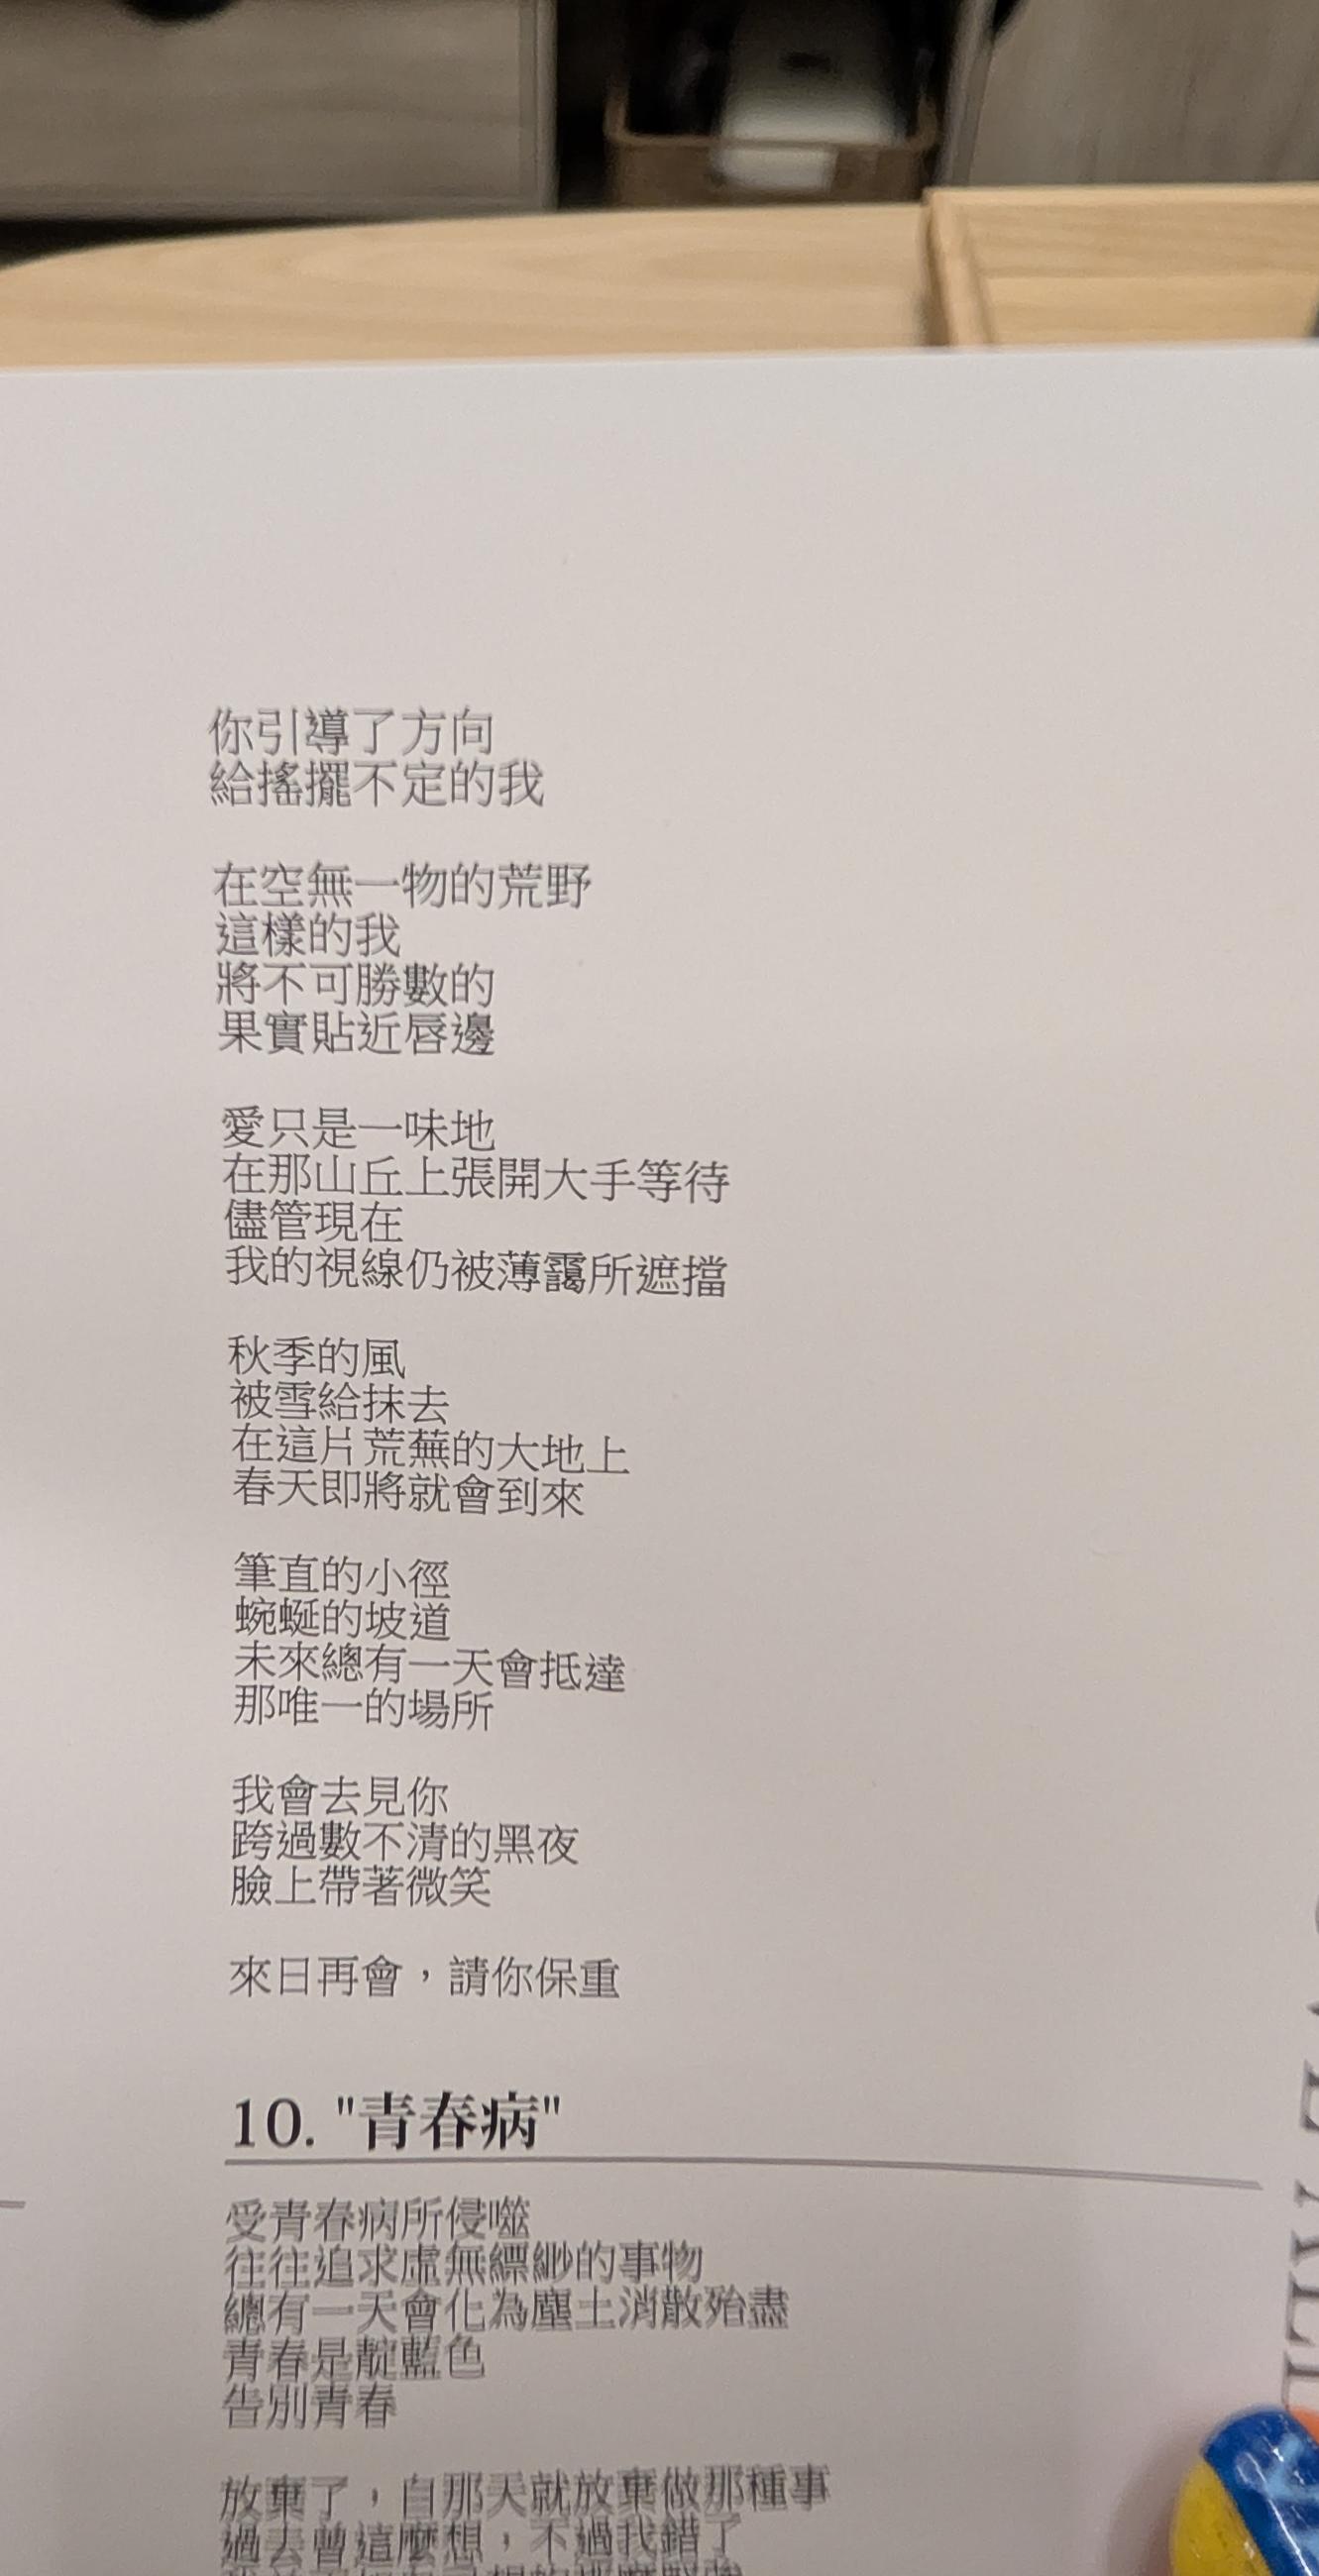 你引導了方向
給搖擺不定的我
在空無一物的荒野
這樣的我
將不可勝數的
果實貼近唇邊
愛只是一味地
在那山丘上張開大手等待
儘管現在
我的視線仍被薄靄所遮擋
秋季的風
被雪給抹去
在這片荒蕪的大地上
春天即將就會到來
筆直的小徑
蜿蜒的坡道
未來總有一天會抵達
那唯一的場所
我會去見你
跨過數不清的黑夜
臉上帶著微笑
來日再會，請你保重
10. "青春病"
受青春病所侵噬
往往追求虛無縹緲的事物
總有一天會化為塵土消散殆盡
青春是靛藍色
告別青春
放棄了，自那天就放棄做那種事
過去曾這麼想，不過我錯了